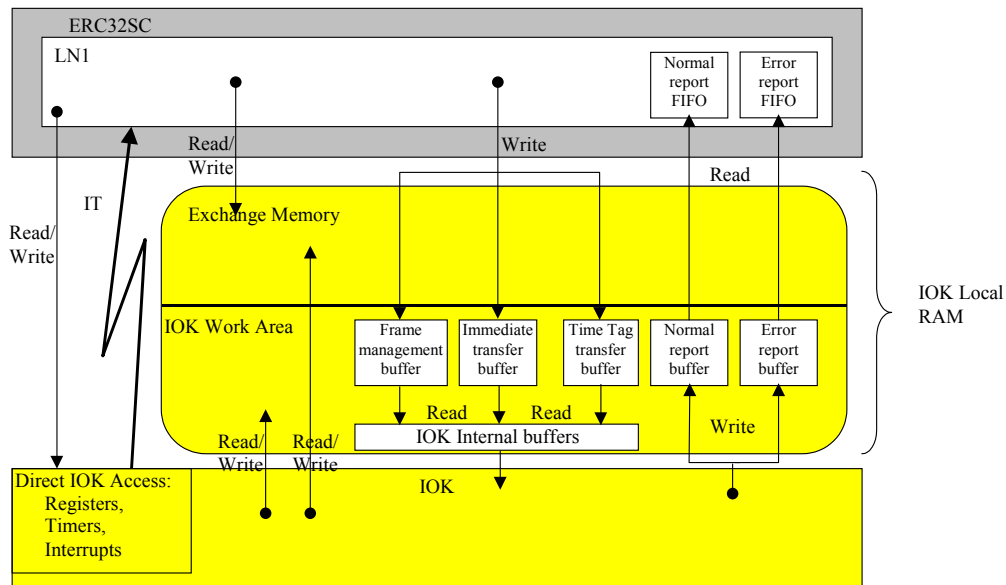 ERC32SC
LN1
Normal
report
FIFO
Error
report
FIFO
Read/
Write
Write
Read
IT
Read/
Write
Exchange Memory
IOK Local
RAM
IOK Work Area
Frame
management
buffer
Immediate
transfer
buffer
Time Tag
transfer
buffer
Normal
report
buffer
Error
report
buffer
Read
Read
Write
IOK Internal buffers
Read/
Write
Read/
Write
Direct IOK Access:
Registers,
Timers,
Interrupts
IOK